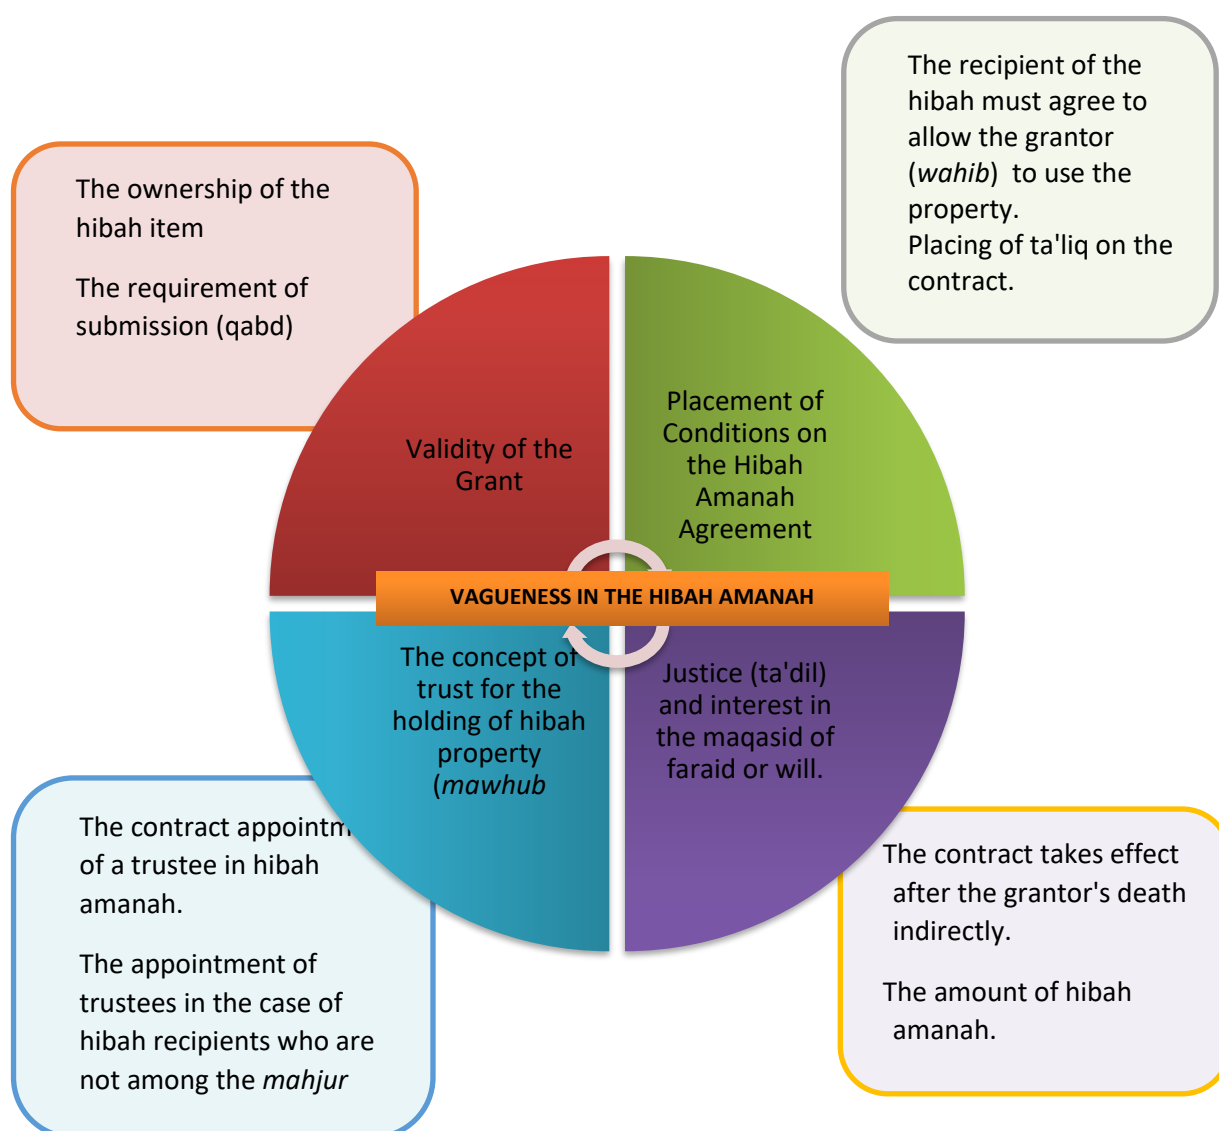 The ownership of the
hibah item
The requirement of
submission (qabd)
The recipient of the
hibah must agree to
allow the grantor
(wahib) to use the
property.
Placing of ta'liq on the
contract.
Validity of the
Grant
Placement of
Conditions on
the Hibah
Amanah
Agreement
VAGUENESS IN THE HIBAH AMANAH
The concept of
trust for the
holding of hibah
property
(mawhub
Justice (ta'dil)
and interest in
the maqasid of
faraid or will.
The contract appointm
of a trustee in hibah
amanah.
The appointment of
trustees in the case of
hibah recipients who are
not among the mahjur
The contract takes effect
after the grantor's death
indirectly.
The amount of hibah
amanah.